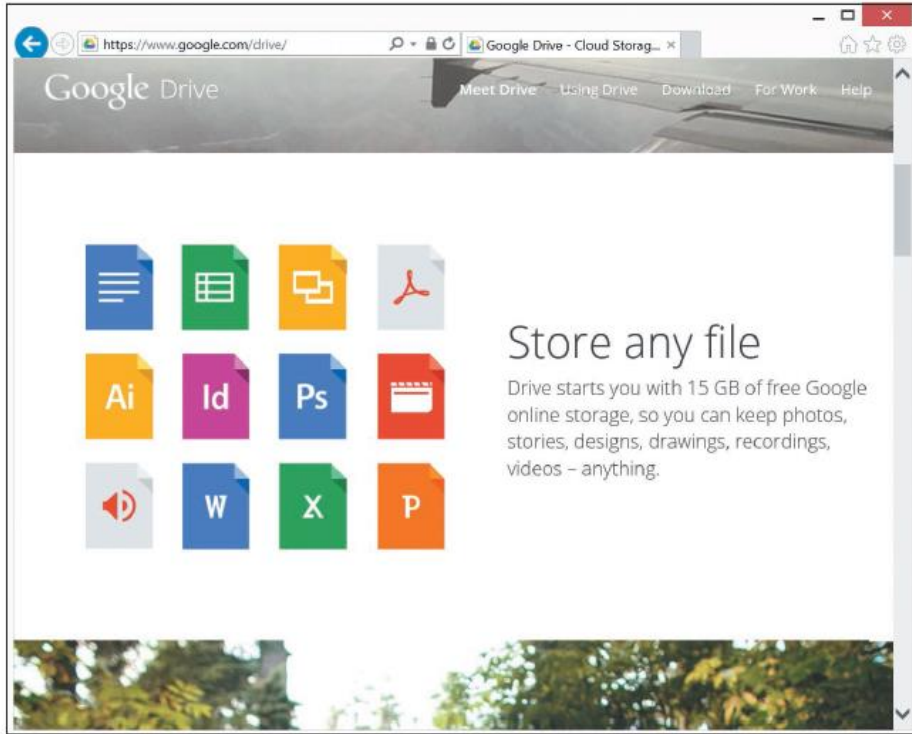 https://www.google.com/drive/
Google Drive - Cloud Storag...
Google Drive
Meet Drive Using Drive Download For Work Help
Ai Id Ps
W X P
Store any file
Drive starts you with 15 GB of free Google
online storage, so you can keep photos,
stories, designs, drawings, recordings,
videos – anything.